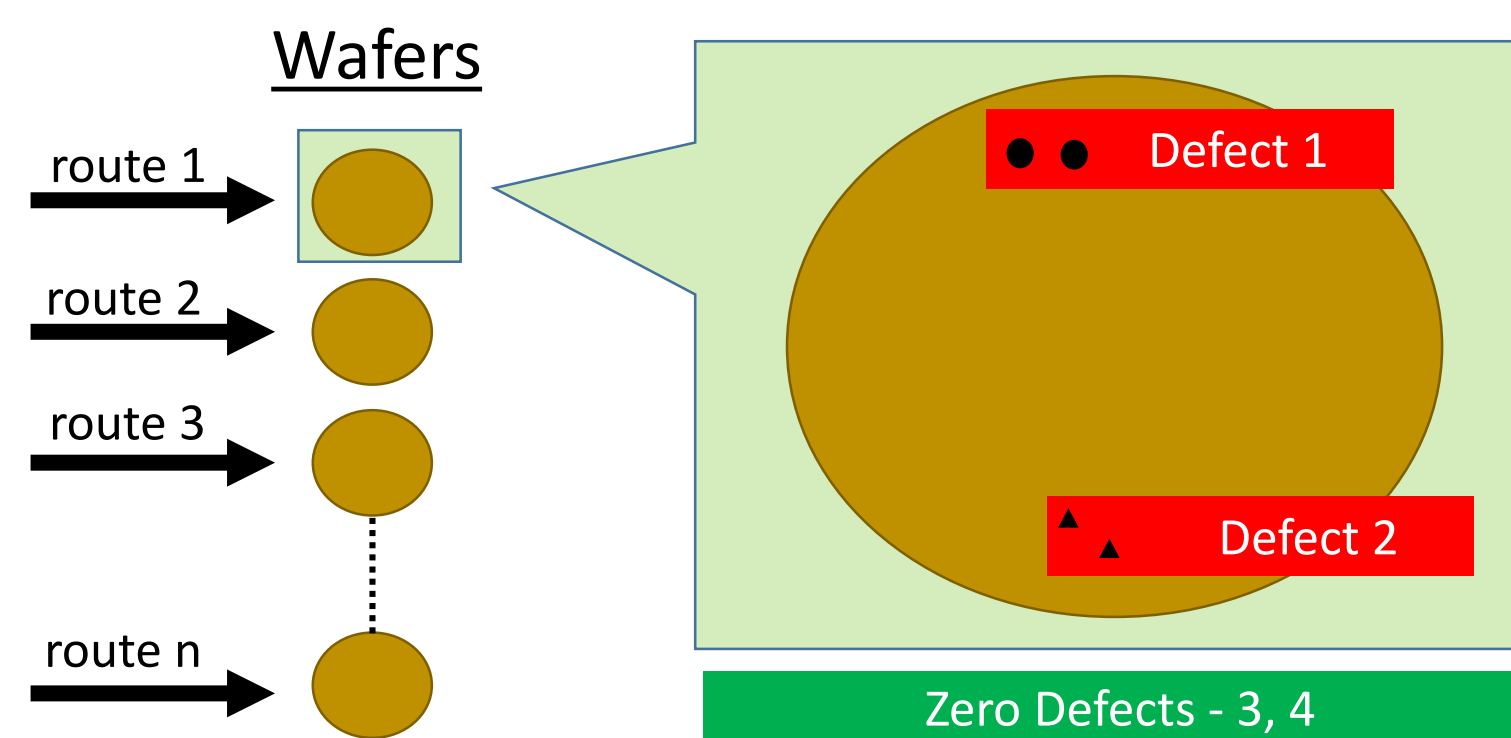 Wafers
route 1
route 2
route 3
route n
Defect 1
Defect 2
Zero Defects - 3, 4